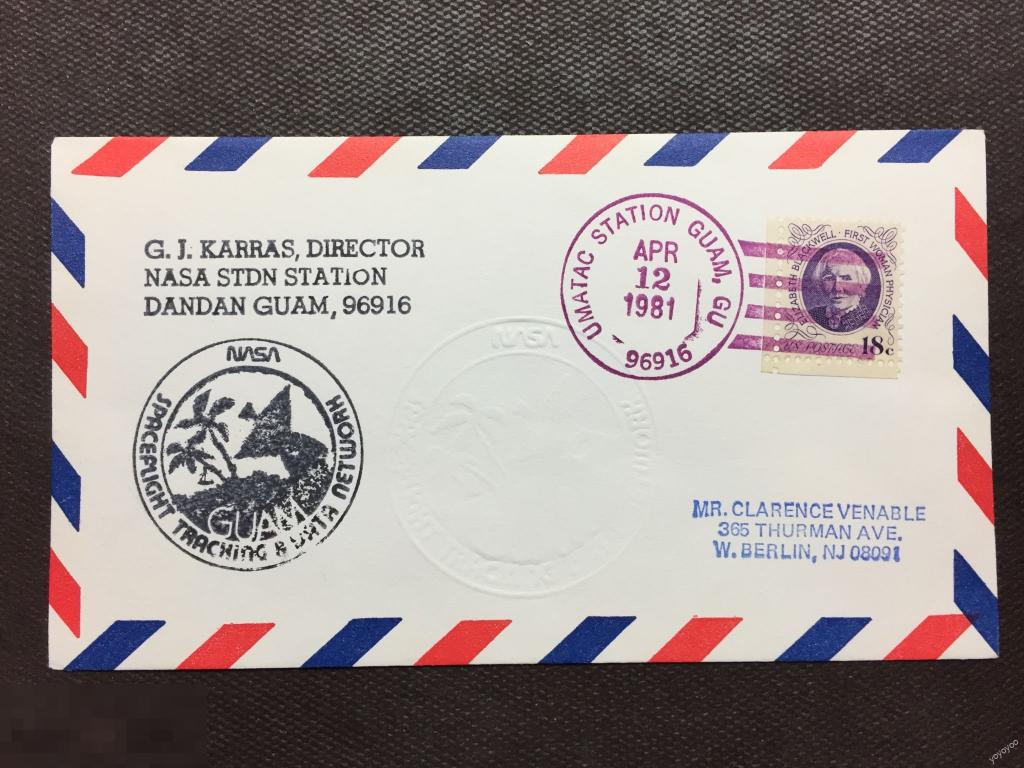 G. J. KARRAS, DIRECTOR
NASA STDN STATION
DANDAN GUAM, 96916
NASA
SPACEFLIGHT TRACKING & DATA NETWORK
GUAM
NASA
UMATAC STATION GUAM, GU
APR
12
1981
96916
ELIZABETH BLACKWELL · FIRST WOMAN PHYSICIAN
U.S. POSTAGE 18c
MR. CLARENCE VENABLE
365 THURMAN AVE.
W. BERLIN, NJ 08091
yoyoyoo